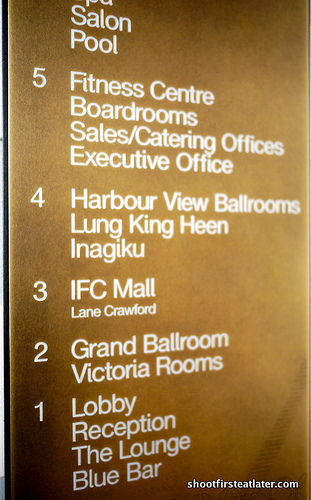 Spa
Salon
Pool
5 Fitness Centre
Boardrooms
Sales/Catering Offices
Executive Office
4 Harbour View Ballrooms
Lung King Heen
Inagiku
3 IFC Mall
Lane Crawford
2 Grand Ballroom
Victoria Rooms
1 Lobby
Reception
The Lounge
Blue Bar
shootfirsteatlater.com